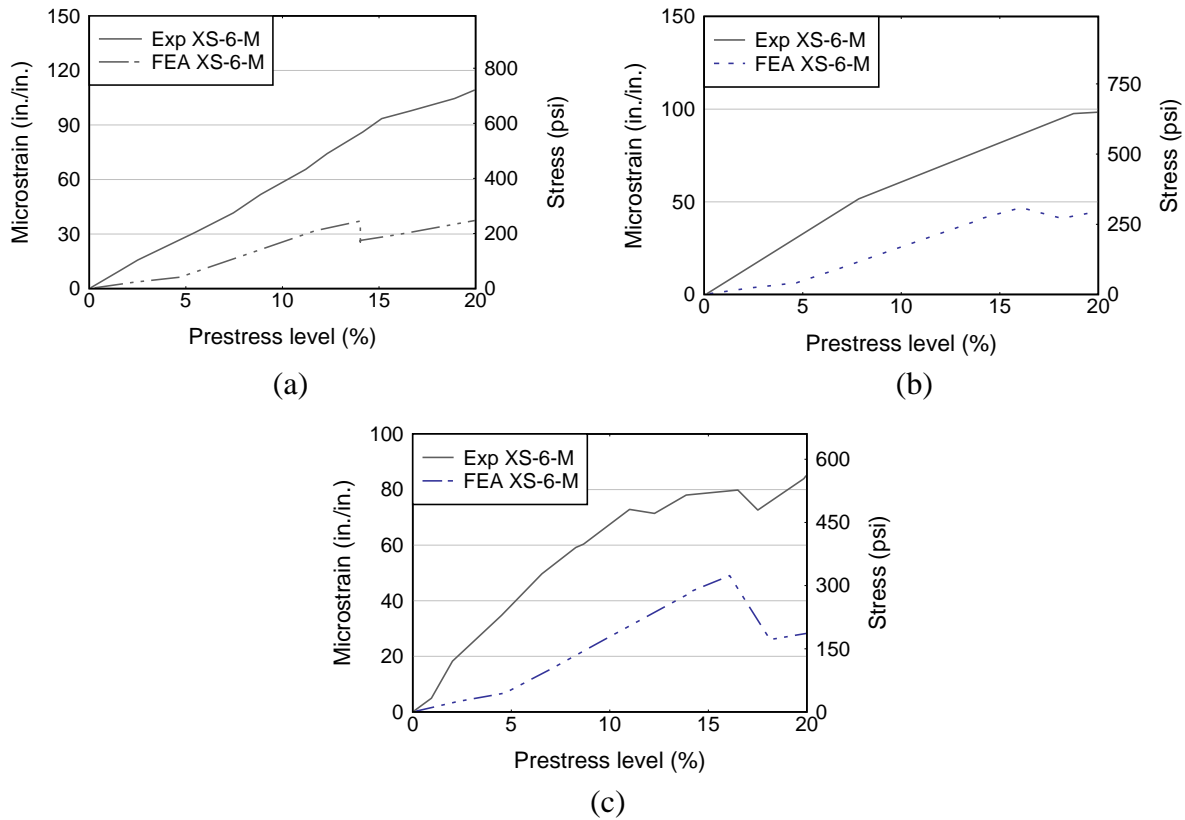 150
120
90
60
30
0
Microstrain (in./in.)
Exp XS-6-M
FEA XS-6-M
800
600
400
200
0
Stress (psi)
0 5 10 15 20
Prestress level (%)
(a)
150
100
50
0
Microstrain (in./in.)
Exp XS-6-M
FEA XS-6-M
750
500
250
0
Stress (psi)
0 5 10 15 20
Prestress level (%)
(b)
100
80
60
40
20
0
Microstrain (in./in.)
Exp XS-6-M
FEA XS-6-M
600
450
300
150
0
Stress (psi)
0 5 10 15 20
Prestress level (%)
(c)